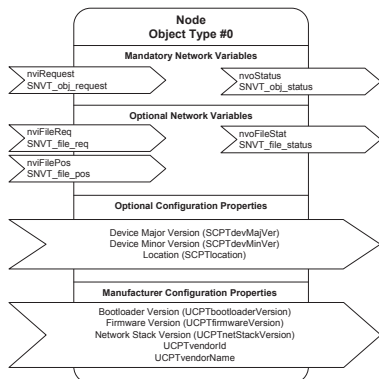 Node
Object Type #0
Mandatory Network Variables
nviRequest
SNVT_obj_request
nvoStatus
SNVT_obj_status
Optional Network Variables
nviFileReq
SNVT_file_req
nvoFileStat
SNVT_file_status
nviFilePos
SNVT_file_pos
Optional Configuration Properties
Device Major Version (SCPTdevMajVer)
Device Minor Version (SCPTdevMinVer)
Location (SCPTlocation)
Manufacturer Configuration Properties
Bootloader Version (UCPTbootloaderVersion)
Firmware Version (UCPTfirmwareVersion)
Network Stack Version (UCPTnetStackVersion)
UCPTvendorId
UCPTvendorName